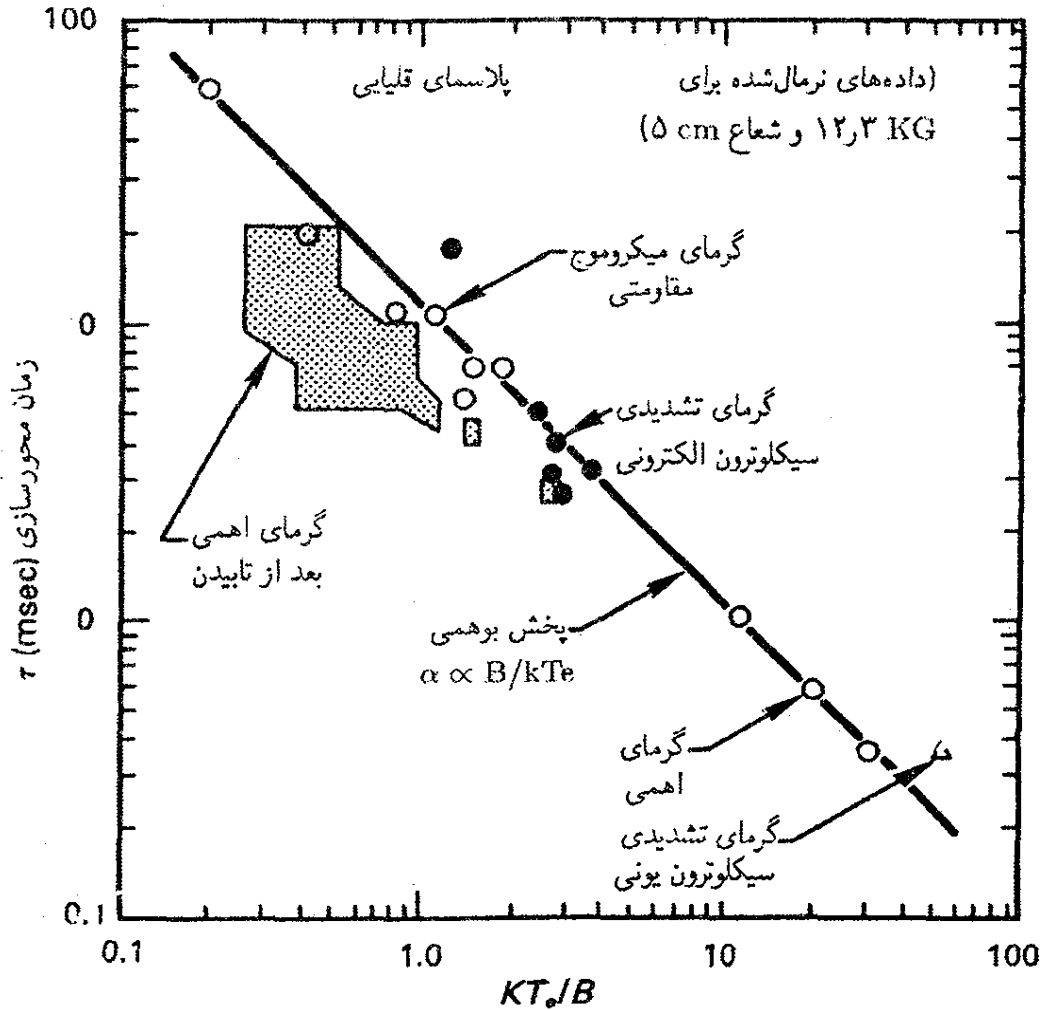 100
پلاسمای قلیایی
(داده‌های نرمال‌شده برای
۱۲٫۳ KG و شعاع ۵ cm)
گرمای میکروموج
مقاومتی
0
گرمای تشدیدی
سیکلوترون الکترونی
گرمای اهمی
بعد از تابیدن
زمان محورسازی τ (msec)
0
پخش بوهمی
α ∝ B/kTe
گرمای
اهمی
گرمای تشدیدی
سیکلوترون یونی
0.1
0.1
1.0
10
100
KTe/B